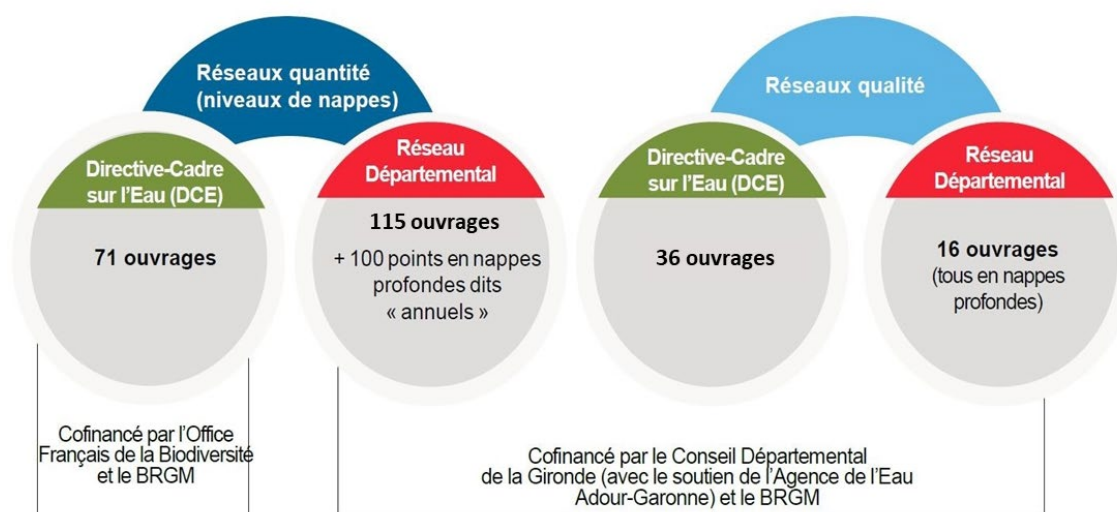 Réseaux quantité
(niveaux de nappes)
Directive-Cadre
sur l'Eau (DCE)
71 ouvrages
Réseau
Départemental
115 ouvrages
+ 100 points en nappes
profondes dits
« annuels »
Réseaux qualité
Directive-Cadre
sur l'Eau (DCE)
36 ouvrages
Réseau
Départemental
16 ouvrages
(tous en nappes
profondes)
Cofinancé par l'Office
Français de la Biodiversité
et le BRGM
Cofinancé par le Conseil Départemental
de la Gironde (avec le soutien de l'Agence de l'Eau
Adour-Garonne) et le BRGM